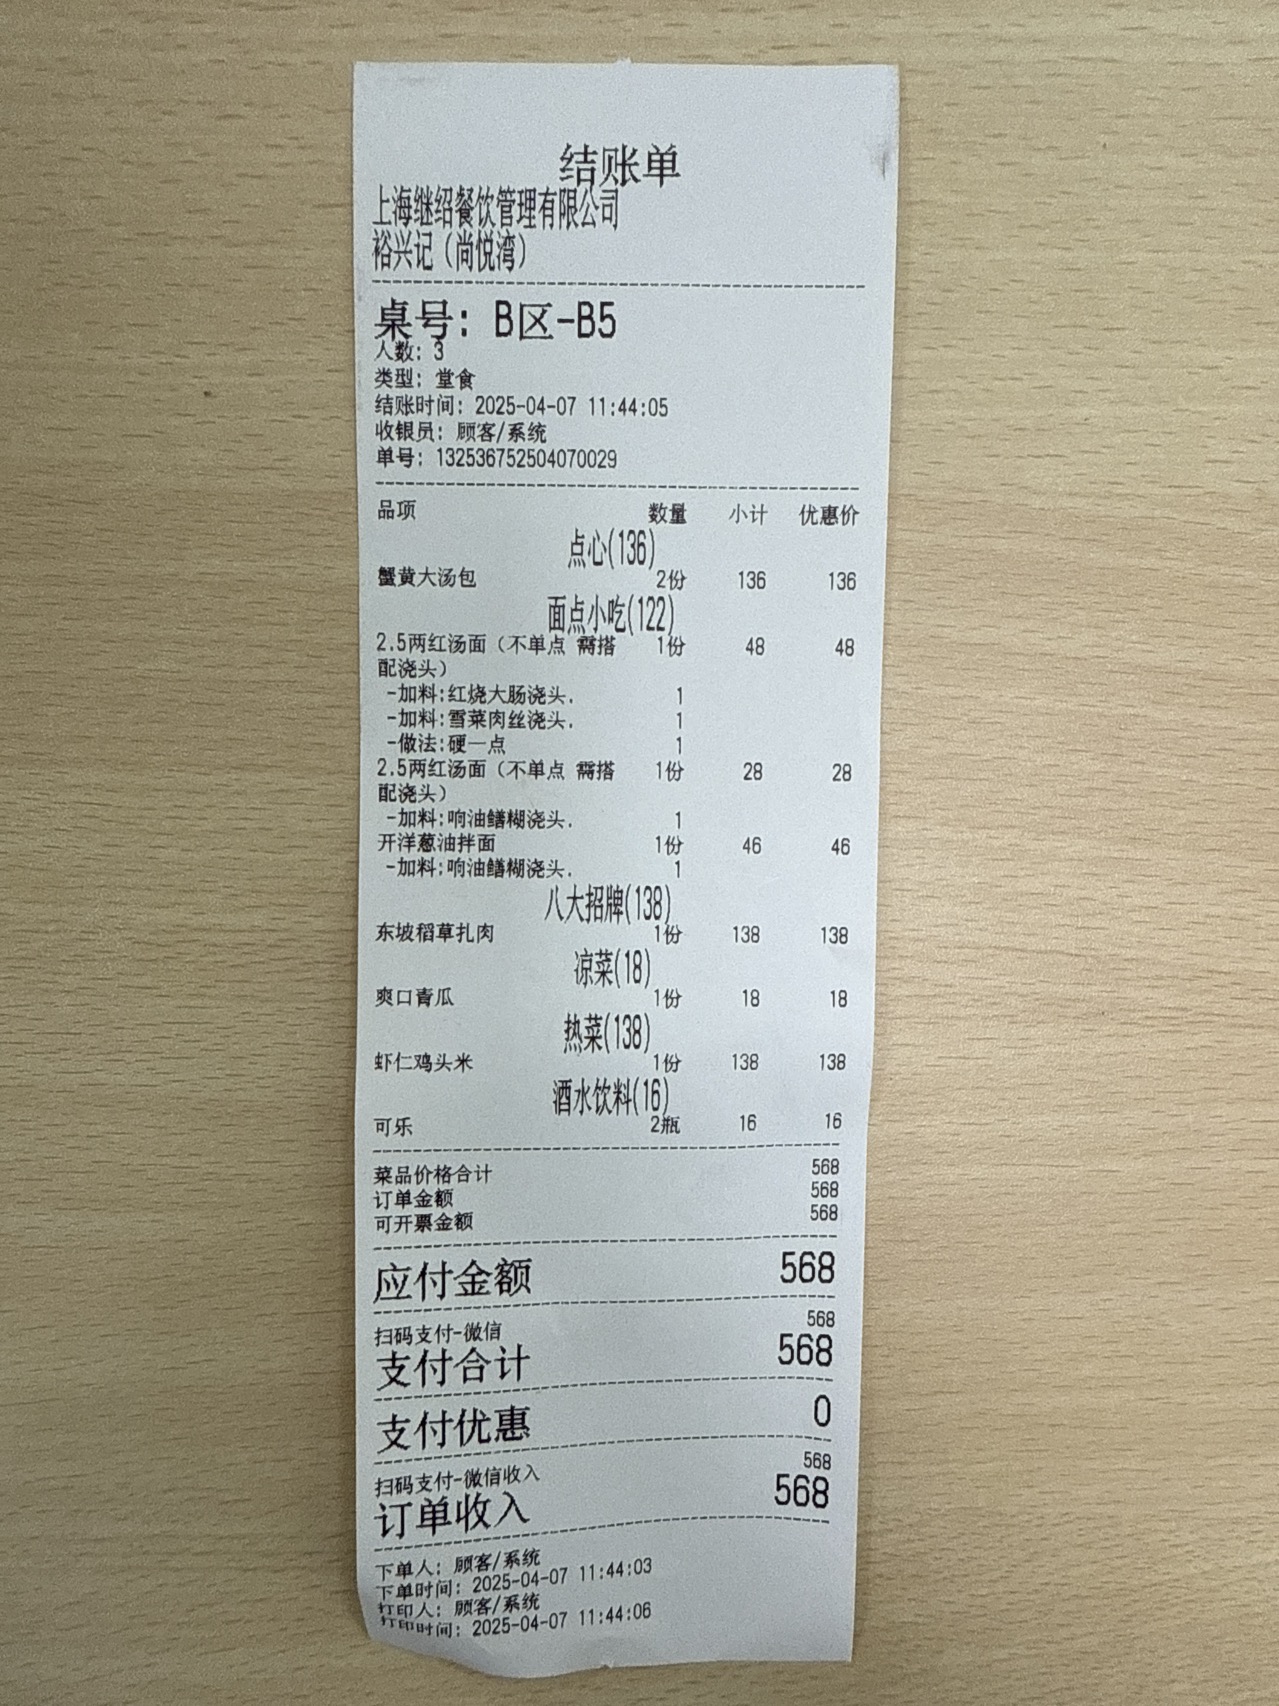 结账单
上海继绍餐饮管理有限公司
裕兴记（尚悦湾）
桌号: B区-B5
人数: 3
类型: 堂食
结账时间: 2025-04-07 11:44:05
收银员: 顾客/系统
单号: 132536752504070029
品项 数量 小计 优惠价
点心(136)
蟹黄大汤包 2份 136 136
面点小吃(122)
2.5两红汤面（不单点 需搭 1份 48 48
配浇头）
-加料:红烧大肠浇头. 1
-加料:雪菜肉丝浇头. 1
-做法:硬一点 1
2.5两红汤面（不单点 需搭 1份 28 28
配浇头）
-加料:响油鳝糊浇头. 1
开洋葱油拌面 1份 46 46
-加料:响油鳝糊浇头. 1
八大招牌(138)
东坡稻草扎肉 1份 138 138
凉菜(18)
爽口青瓜 1份 18 18
热菜(138)
虾仁鸡头米 1份 138 138
酒水饮料(16)
可乐 2瓶 16 16
菜品价格合计 568
订单金额 568
可开票金额 568
应付金额 568
扫码支付-微信 568
支付合计 568
支付优惠 0
扫码支付-微信收入 568
订单收入 568
下单人: 顾客/系统
下单时间: 2025-04-07 11:44:03
打印人: 顾客/系统
打印时间: 2025-04-07 11:44:06